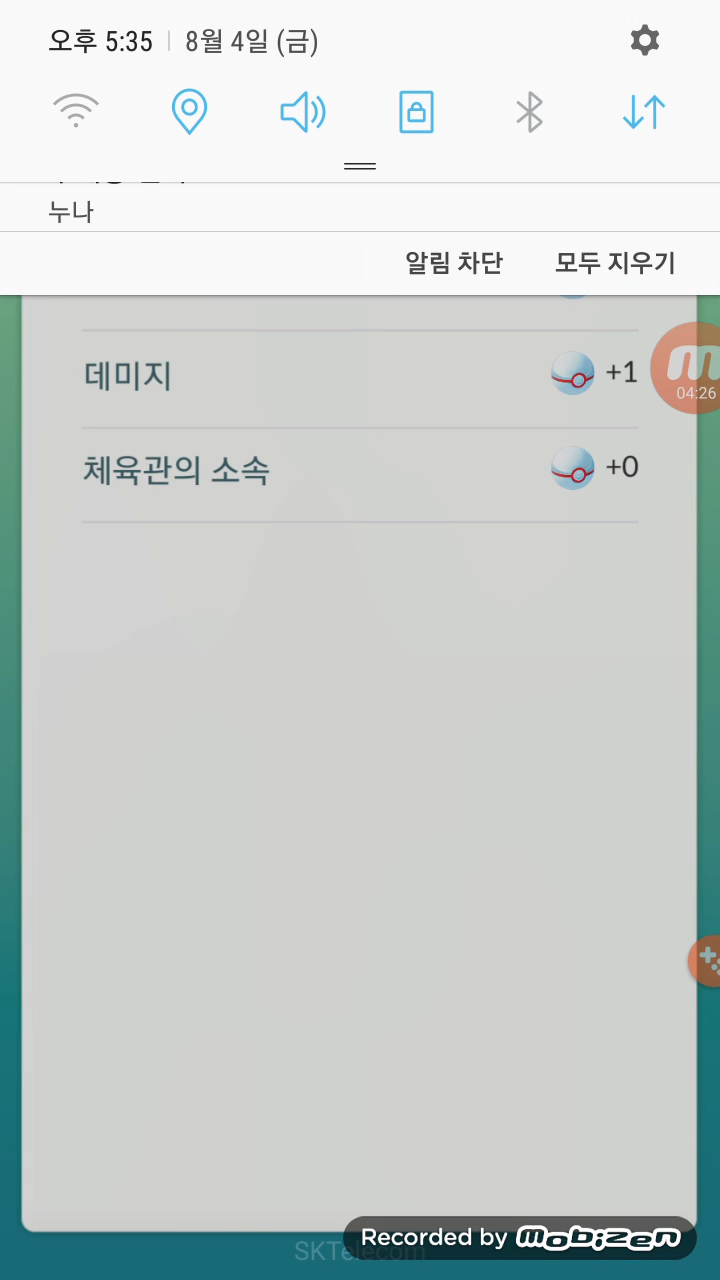 오후 5:35 8월 4일 (금)
누나
알림 차단 모두 지우기
데미지 +1
04:26
체육관의 소속 +0
Recorded by mobizen
SKTelecom